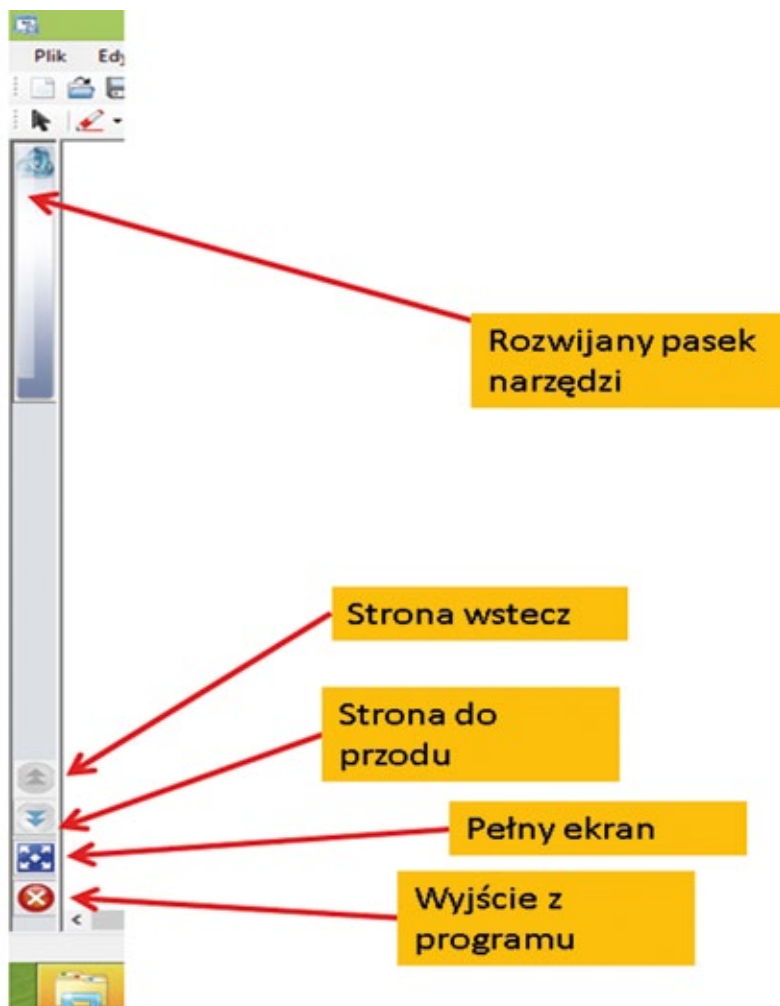 Plik Edy
Rozwijany pasek
narzędzi
Strona wstecz
Strona do
przodu
Pełny ekran
Wyjście z
programu